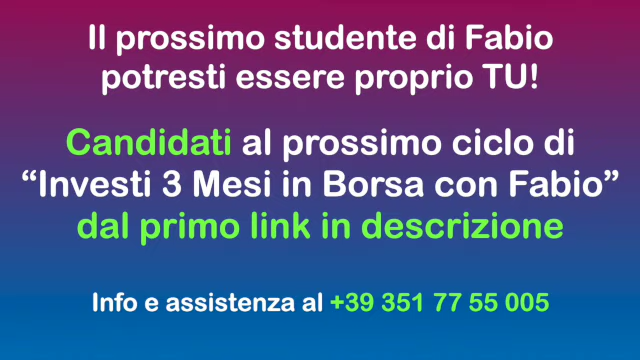 Il prossimo studente di Fabio
potresti essere proprio TU!
Candidati al prossimo ciclo di
“Investi 3 Mesi in Borsa con Fabio”
dal primo link in descrizione
Info e assistenza al +39 351 77 55 005